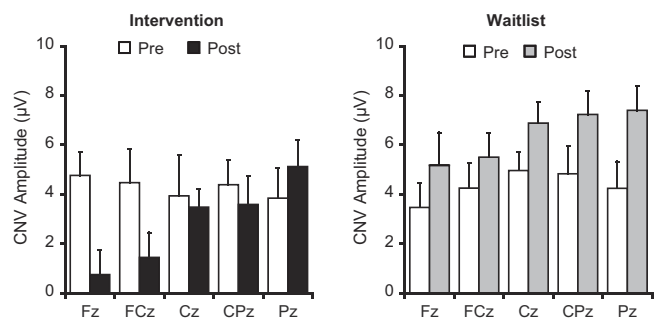 Intervention
Pre Post
CNV Amplitude (µV)
10
8
6
4
2
0
Fz FCz Cz CPz Pz
Waitlist
Pre Post
CNV Amplitude (µV)
10
8
6
4
2
0
Fz FCz Cz CPz Pz